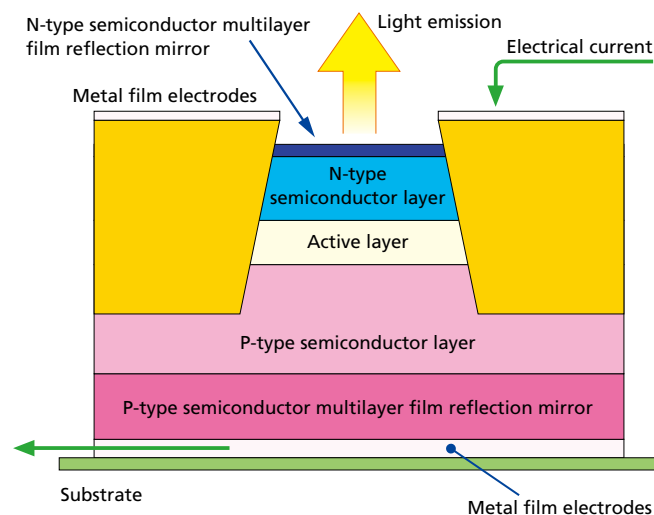 N-type semiconductor multilayer
film reflection mirror
Light emission
Electrical current
Metal film electrodes
N-type
semiconductor layer
Active layer
P-type semiconductor layer
P-type semiconductor multilayer film reflection mirror
Substrate
Metal film electrodes